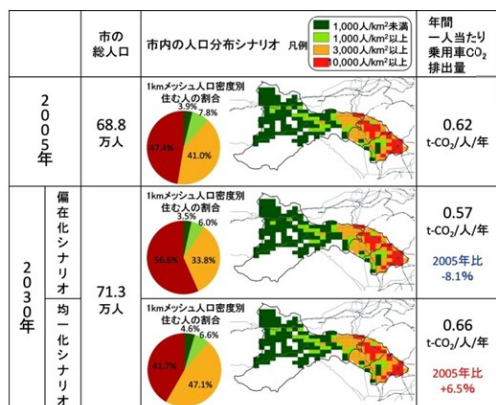 市の
総人口
市内の人口分布シナリオ 凡例
1,000人/km²未満
1,000人/km²以上
3,000人/km²以上
10,000人/km²以上
年間
一人当たり
乗用車CO₂
排出量
2005年
68.8
万人
1kmメッシュ人口密度別
住む人の割合
3.9%
7.8%
47.4%
41.0%
0.62
t-CO₂/人/年
2030年
71.3
万人
偏在化シナリオ
1kmメッシュ人口密度別
住む人の割合
3.5%
6.0%
56.6%
33.8%
0.57
t-CO₂/人/年
2005年比
-8.1%
均一化シナリオ
1kmメッシュ人口密度別
住む人の割合
4.6%
6.6%
41.7%
47.1%
0.66
t-CO₂/人/年
2005年比
+6.5%